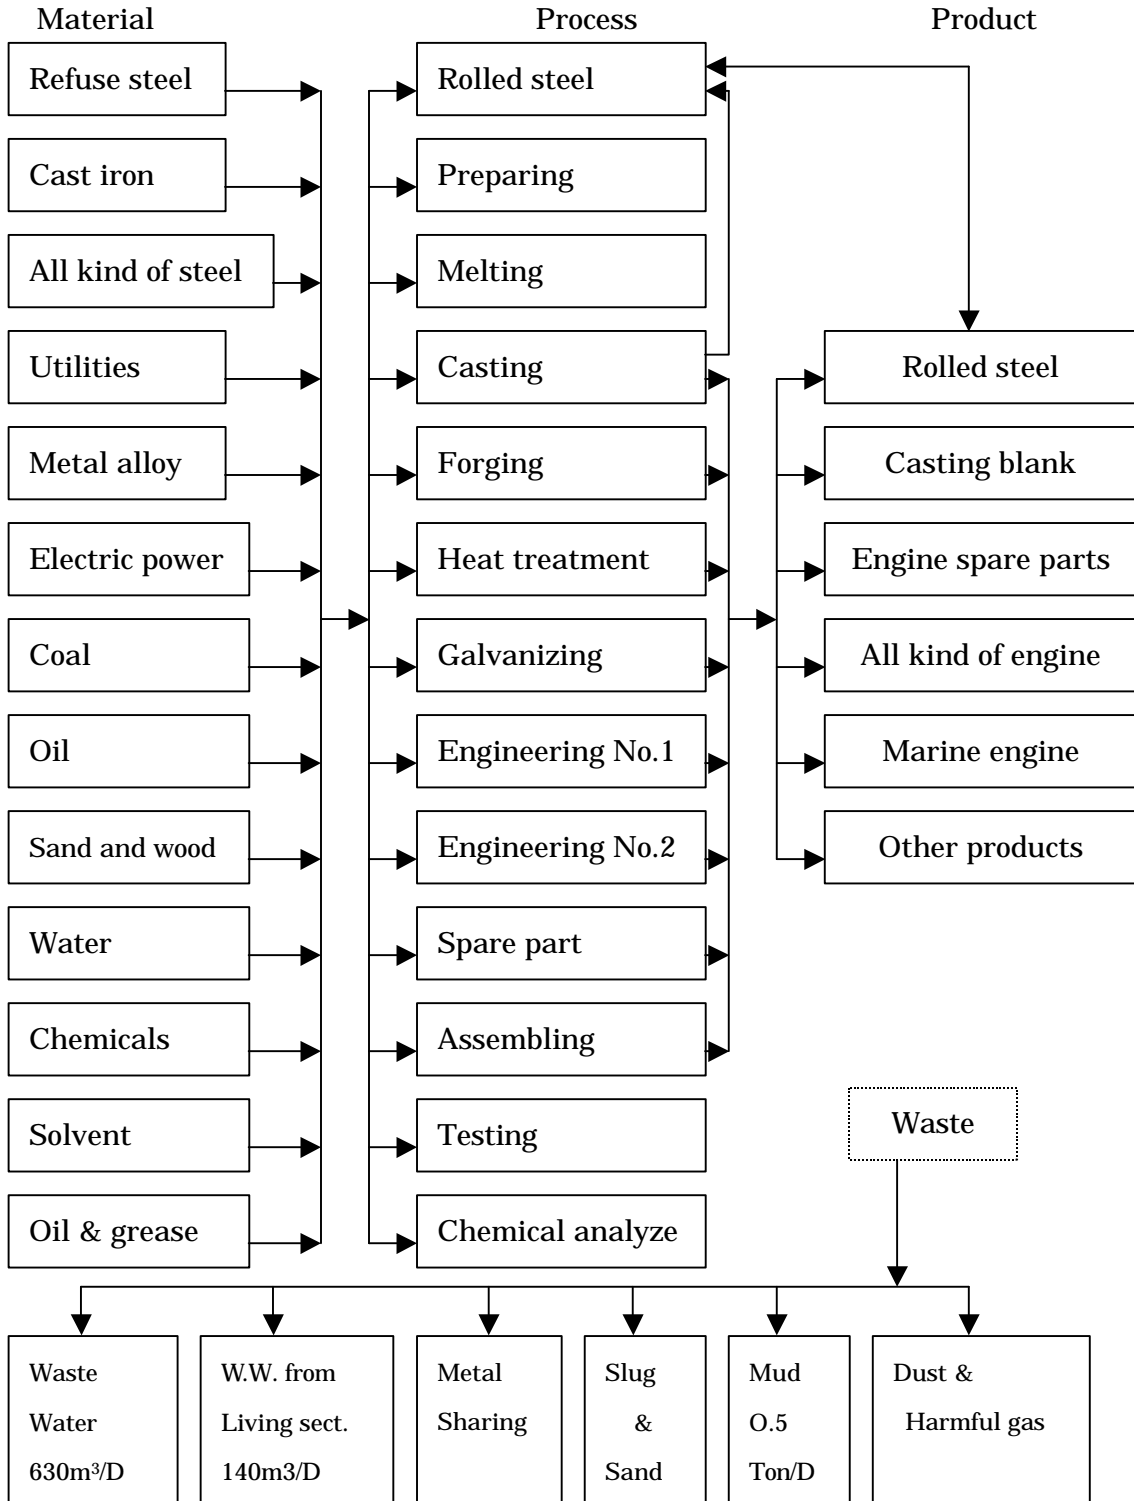 Material Process Product
Refuse steel
Rolled steel
Cast iron
Preparing
All kind of steel
Melting
Utilities
Casting
Rolled steel
Metal alloy
Forging
Casting blank
Electric power
Heat treatment
Engine spare parts
Coal
Galvanizing
All kind of engine
Oil
Engineering No.1
Marine engine
Sand and wood
Engineering No.2
Other products
Water
Spare part
Chemicals
Assembling
Solvent
Testing
Waste
Oil & grease
Chemical analyze
Waste
Water
630m³/D
W.W. from
Living sect.
140m3/D
Metal
Sharing
Slug
&
Sand
Mud
O.5
Ton/D
Dust &
Harmful gas